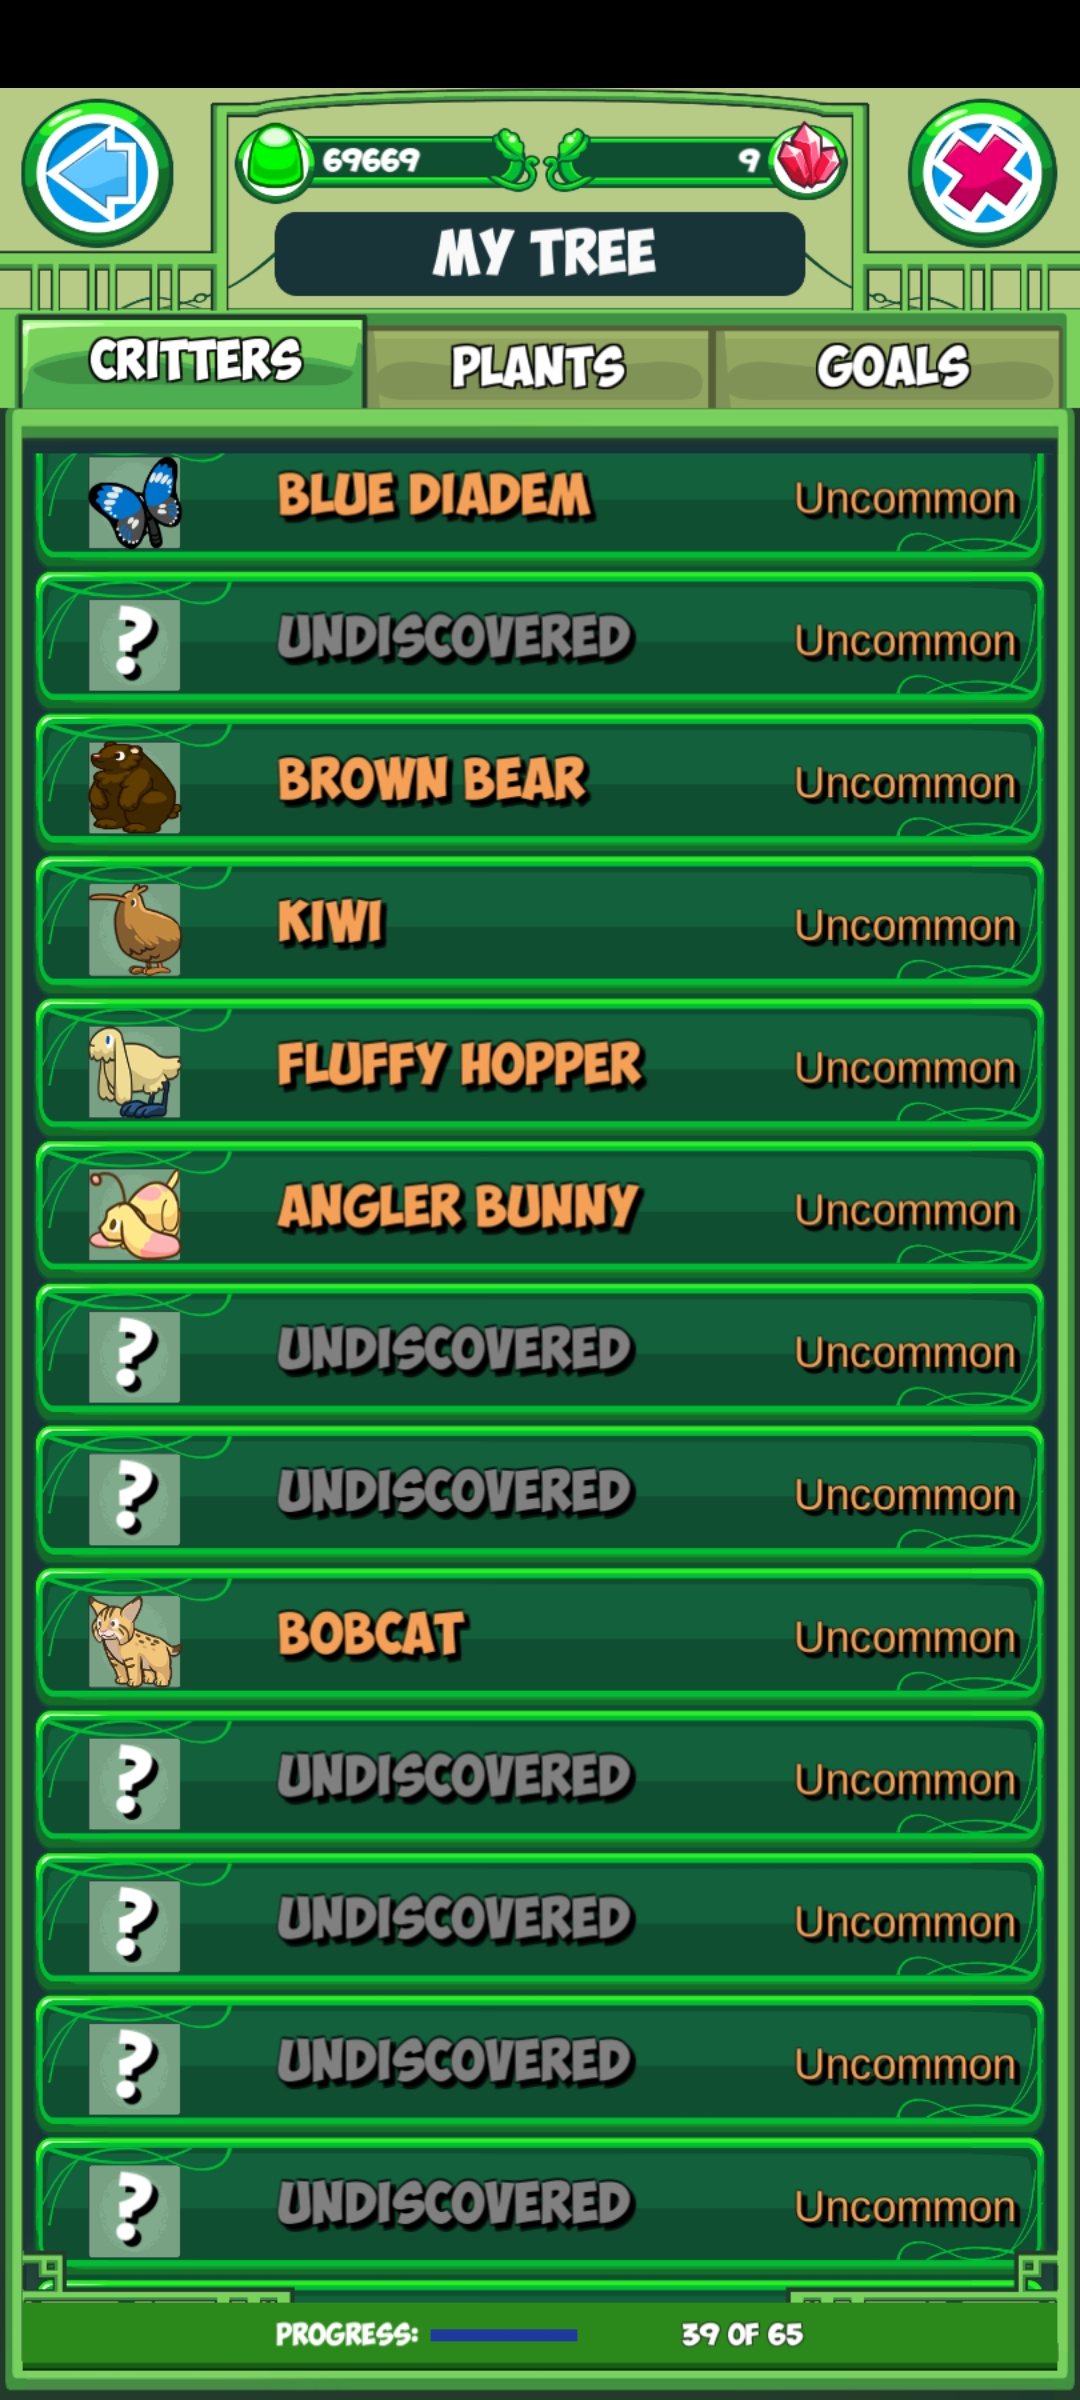 69669
9
MY TREE
CRITTERS
PLANTS
GOALS
BLUE DIADEM Uncommon
? UNDISCOVERED Uncommon
BROWN BEAR Uncommon
KIWI Uncommon
FLUFFY HOPPER Uncommon
ANGLER BUNNY Uncommon
? UNDISCOVERED Uncommon
? UNDISCOVERED Uncommon
BOBCAT Uncommon
? UNDISCOVERED Uncommon
? UNDISCOVERED Uncommon
? UNDISCOVERED Uncommon
? UNDISCOVERED Uncommon
PROGRESS: 39 OF 65